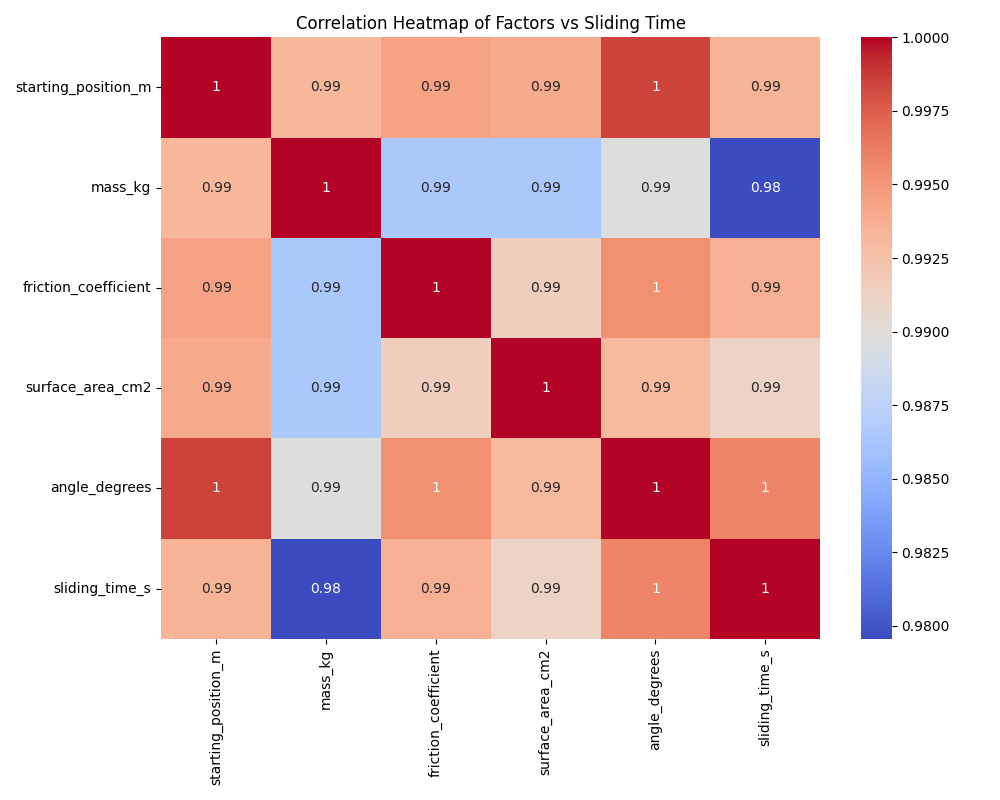 Correlation Heatmap of Factors vs Sliding Time
starting_position_m 1 0.99 0.99 0.99 1 0.99
mass_kg 0.99 1 0.99 0.99 0.99 0.98
friction_coefficient 0.99 0.99 1 0.99 1 0.99
surface_area_cm2 0.99 0.99 0.99 1 0.99 0.99
angle_degrees 1 0.99 1 0.99 1 1
sliding_time_s 0.99 0.98 0.99 0.99 1 1
starting_position_m
mass_kg
friction_coefficient
surface_area_cm2
angle_degrees
sliding_time_s
1.0000
0.9975
0.9950
0.9925
0.9900
0.9875
0.9850
0.9825
0.9800